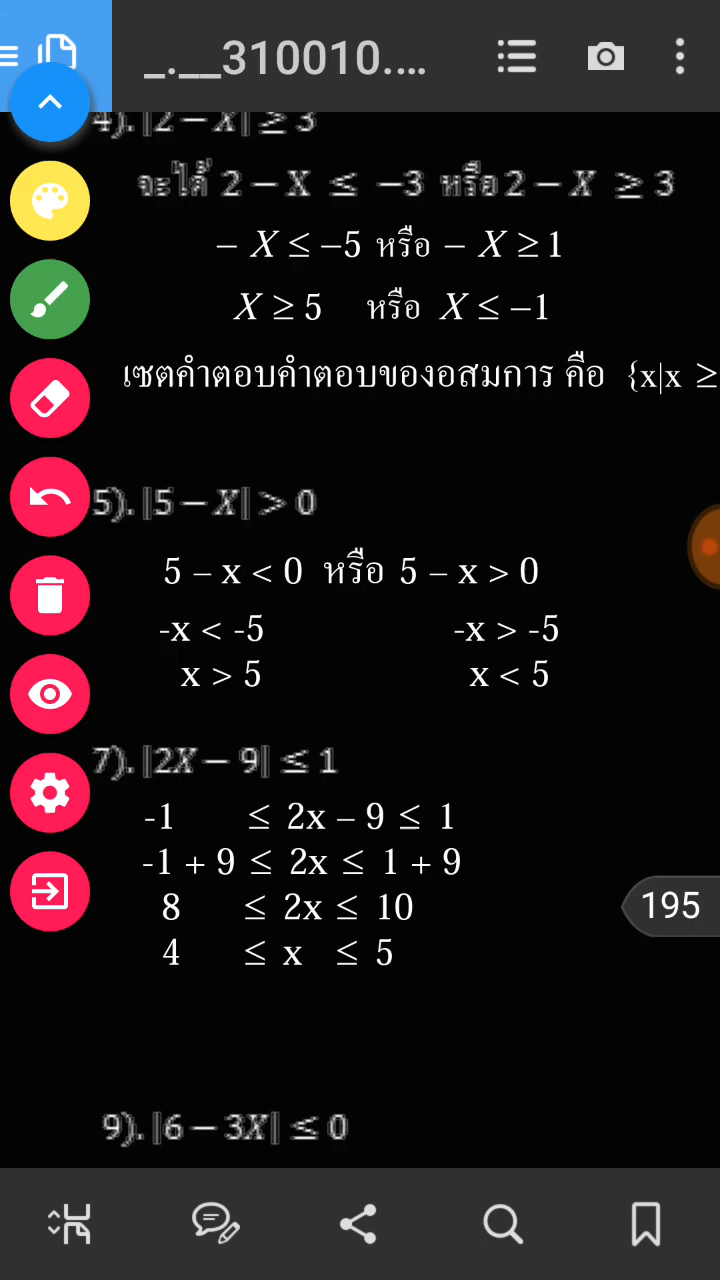 _.__310010....
4). |2 – X| ≥ 3
จะได้ 2 – X ≤ –3 หรือ 2 – X ≥ 3
– X ≤ –5 หรือ – X ≥ 1
X ≥ 5 หรือ X ≤ –1
เซตคำตอบคำตอบของอสมการ คือ {x|x ≥
5). |5 – X| > 0
5 – x < 0 หรือ 5 – x > 0
-x < -5 -x > -5
x > 5 x < 5
7). |2X – 9| ≤ 1
-1 ≤ 2x – 9 ≤ 1
-1 + 9 ≤ 2x ≤ 1 + 9
8 ≤ 2x ≤ 10
195
4 ≤ x ≤ 5
9). |6 – 3X| ≤ 0